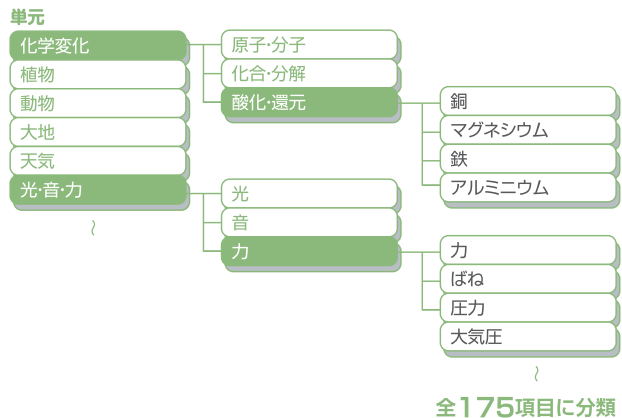 単元
化学変化
植物
動物
大地
天気
光·音·力
～
原子·分子
化合·分解
酸化·還元
銅
マグネシウム
鉄
アルミニウム
光
音
力
力
ばね
圧力
大気圧
～
全175項目に分類